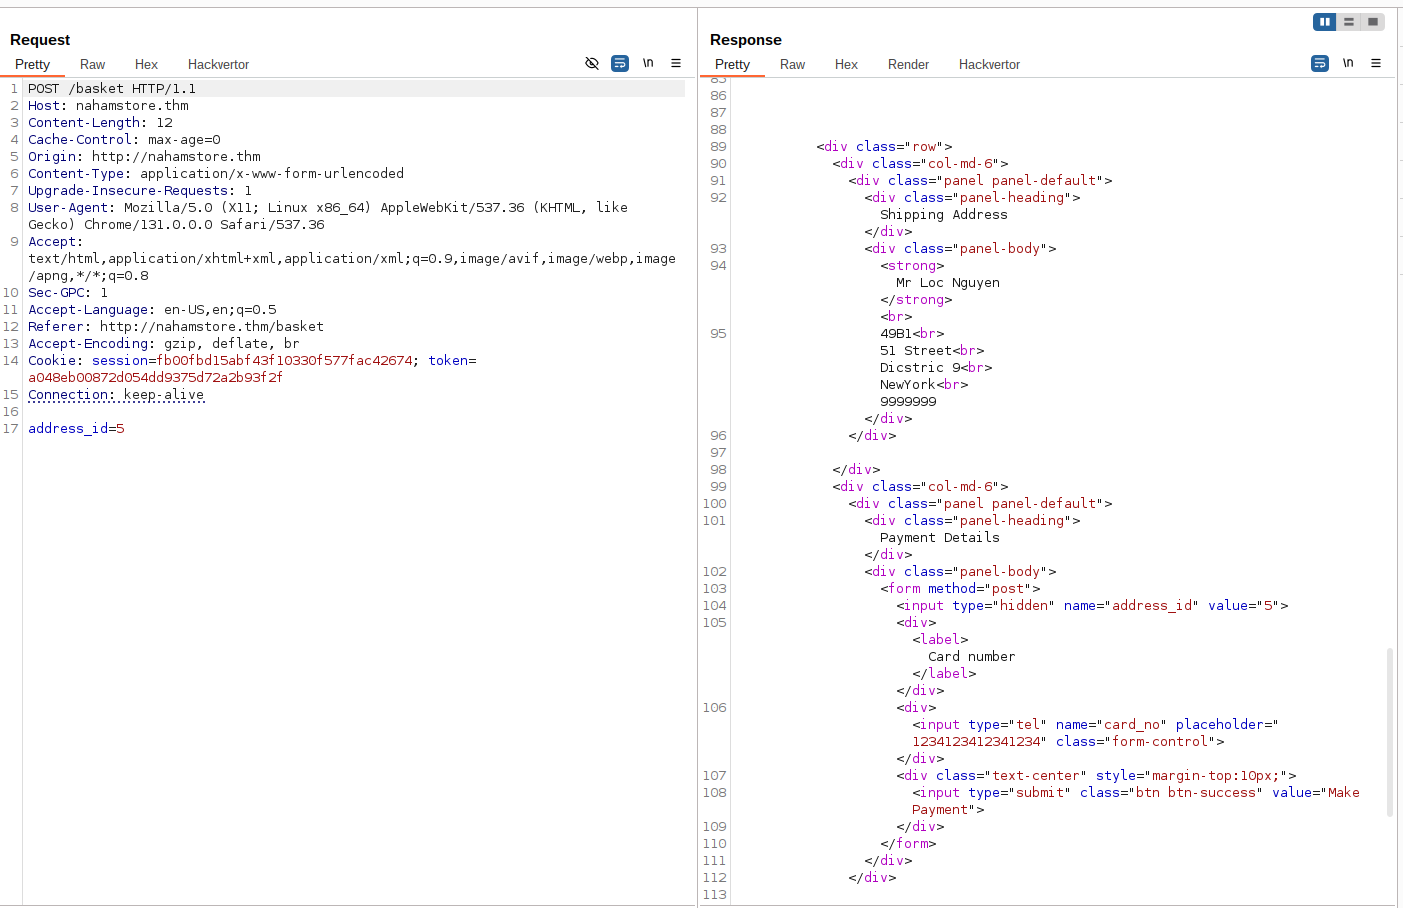 Request
Pretty Raw Hex Hackvertor \n
1 POST /basket HTTP/1.1
2 Host: nahamstore.thm
3 Content-Length: 12
4 Cache-Control: max-age=0
5 Origin: http://nahamstore.thm
6 Content-Type: application/x-www-form-urlencoded
7 Upgrade-Insecure-Requests: 1
8 User-Agent: Mozilla/5.0 (X11; Linux x86_64) AppleWebKit/537.36 (KHTML, like
Gecko) Chrome/131.0.0.0 Safari/537.36
9 Accept:
text/html,application/xhtml+xml,application/xml;q=0.9,image/avif,image/webp,image
/apng,*/*;q=0.8
10 Sec-GPC: 1
11 Accept-Language: en-US,en;q=0.5
12 Referer: http://nahamstore.thm/basket
13 Accept-Encoding: gzip, deflate, br
14 Cookie: session=fb00fbd15abf43f10330f577fac42674; token=
a048eb00872d054dd9375d72a2b93f2f
15 Connection: keep-alive
16
17 address_id=5
Response
Pretty Raw Hex Render Hackvertor \n
85
86
87
88
89 <div class="row">
90 <div class="col-md-6">
91 <div class="panel panel-default">
92 <div class="panel-heading">
Shipping Address
</div>
93 <div class="panel-body">
94 <strong>
Mr Loc Nguyen
</strong>
<br>
95 49B1<br>
51 Street<br>
Dicstric 9<br>
NewYork<br>
9999999
</div>
96 </div>
97
98 </div>
99 <div class="col-md-6">
100 <div class="panel panel-default">
101 <div class="panel-heading">
Payment Details
</div>
102 <div class="panel-body">
103 <form method="post">
104 <input type="hidden" name="address_id" value="5">
105 <div>
<label>
Card number
</label>
</div>
106 <div>
<input type="tel" name="card_no" placeholder="
1234123412341234" class="form-control">
</div>
107 <div class="text-center" style="margin-top:10px;">
108 <input type="submit" class="btn btn-success" value="Make
Payment">
109 </div>
110 </form>
111 </div>
112 </div>
113